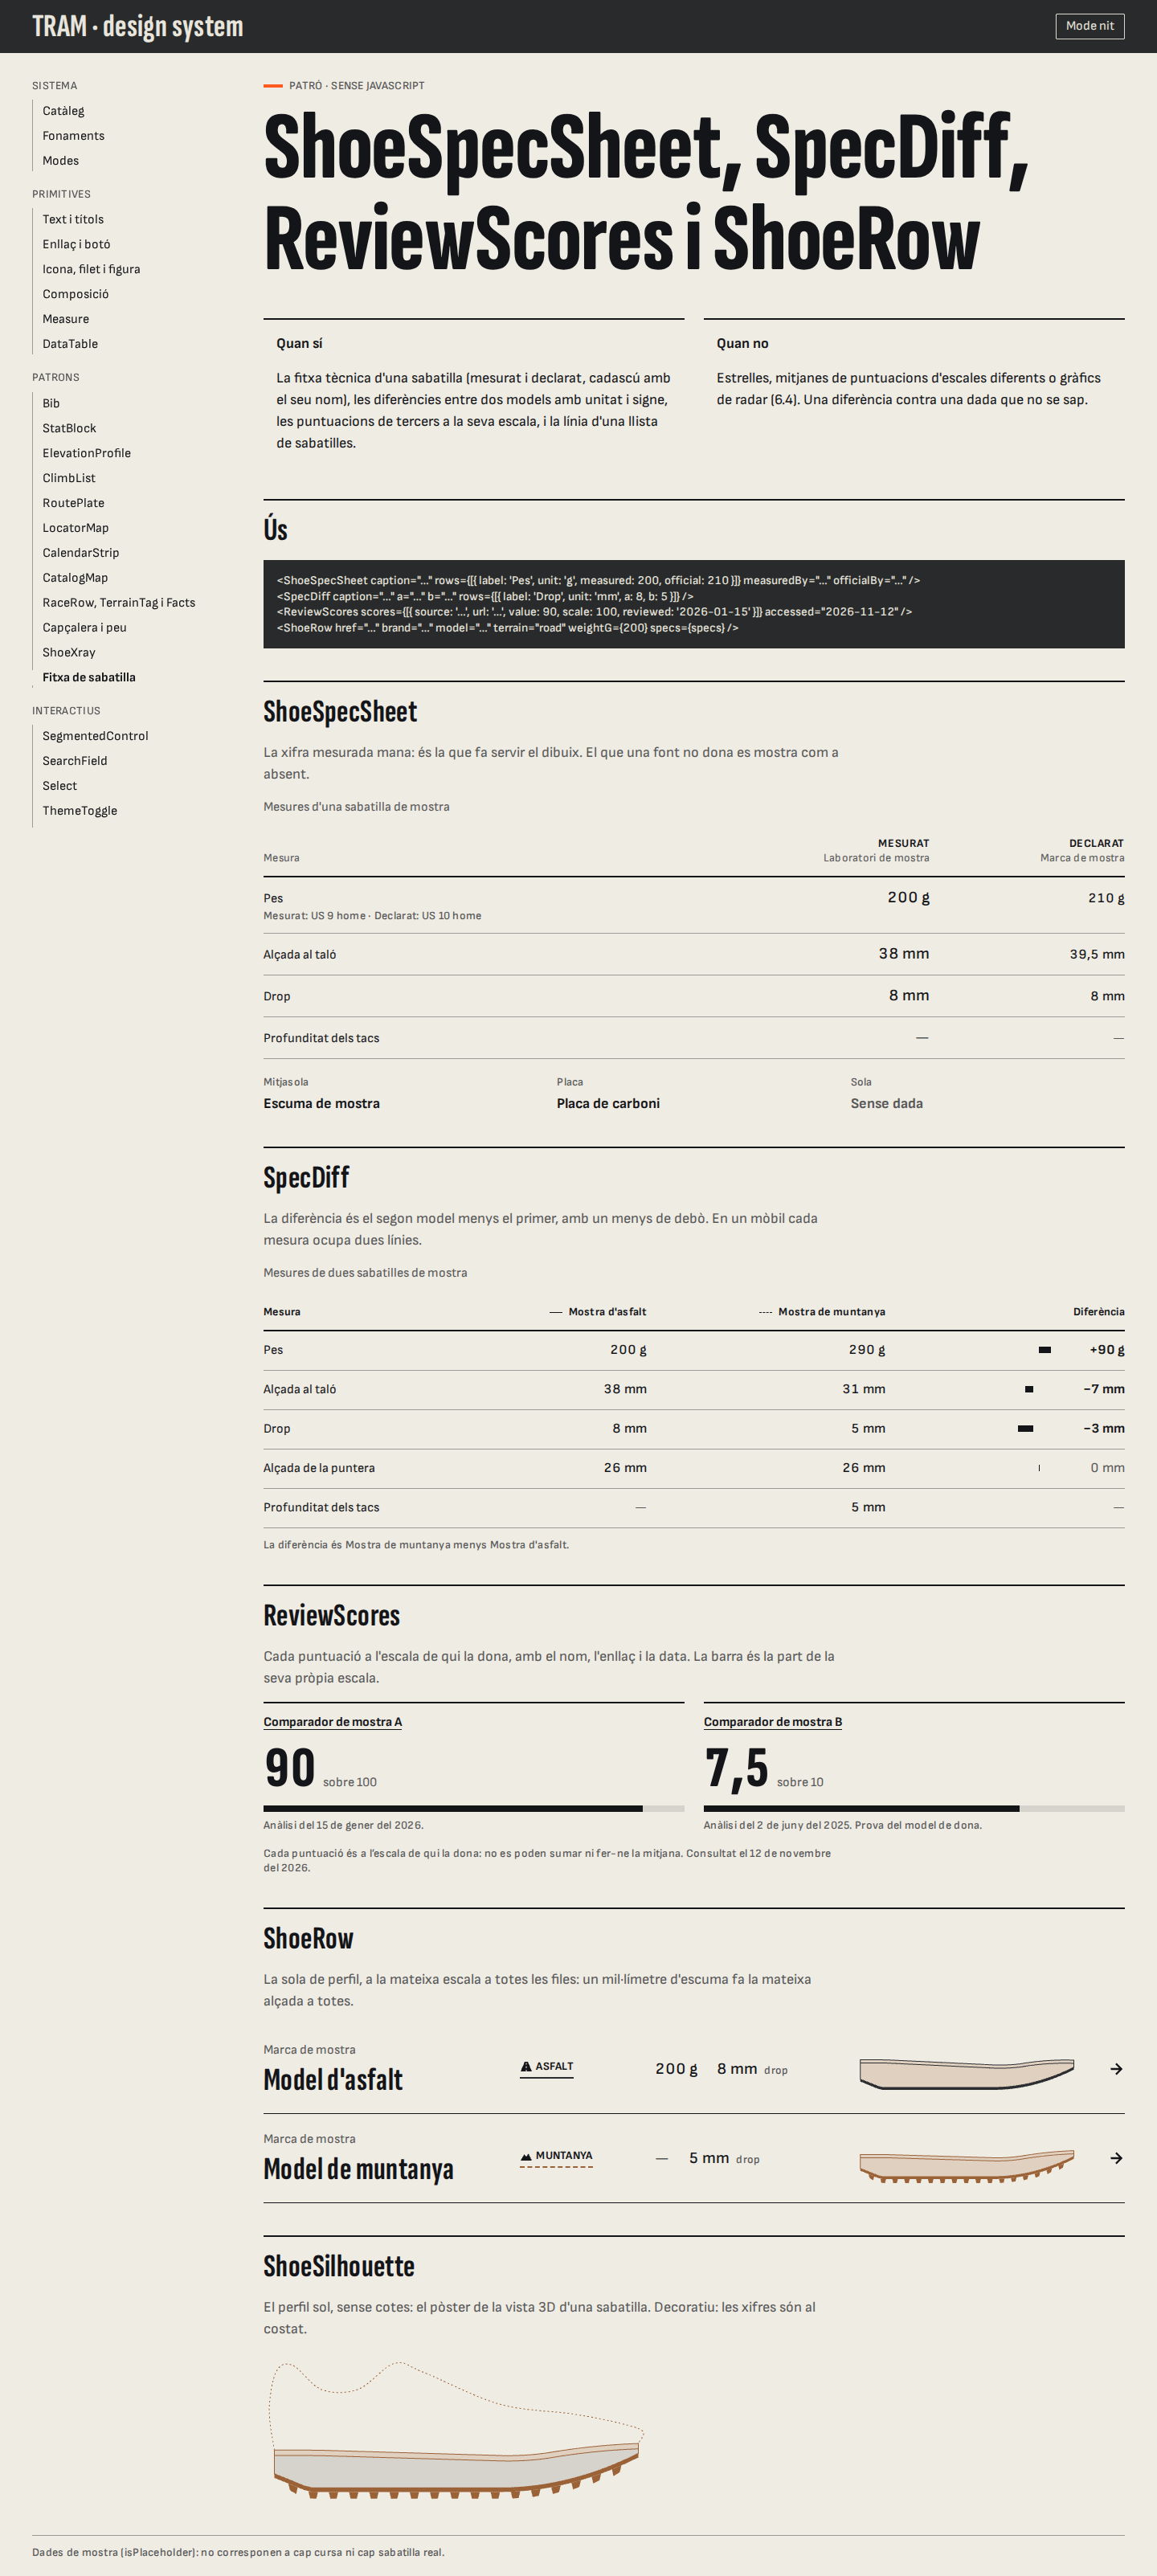 TRAM · design system
Mode nit
SISTEMA
Catàleg
Fonaments
Modes
PRIMITIVES
Text i títols
Enllaç i botó
Icona, filet i figura
Composició
Measure
DataTable
PATRONS
Bib
StatBlock
ElevationProfile
ClimbList
RoutePlate
LocatorMap
CalendarStrip
CatalogMap
RaceRow, TerrainTag i Facts
Capçalera i peu
ShoeXray
Fitxa de sabatilla
INTERACTIUS
SegmentedControl
SearchField
Select
ThemeToggle
PATRÓ · SENSE JAVASCRIPT
ShoeSpecSheet, SpecDiff,
ReviewScores i ShoeRow
Quan sí
La fitxa tècnica d'una sabatilla (mesurat i declarat, cadascú amb
el seu nom), les diferències entre dos models amb unitat i signe,
les puntuacions de tercers a la seva escala, i la línia d'una llista
de sabatilles.
Quan no
Estrelles, mitjanes de puntuacions d'escales diferents o gràfics
de radar (6.4). Una diferència contra una dada que no se sap.
Ús
<ShoeSpecSheet caption="…" rows={[{ label: 'Pes', unit: 'g', measured: 200, official: 210 }]} measuredBy="…" officialBy="…" />
<SpecDiff caption="…" a="…" b="…" rows={[{ label: 'Drop', unit: 'mm', a: 8, b: 5 }]} />
<ReviewScores scores={[{ source: '…', url: '…', value: 90, scale: 100, reviewed: '2026-01-15' }]} accessed="2026-11-12" />
<ShoeRow href="…" brand="…" model="…" terrain="road" weightG={200} specs={specs} />
ShoeSpecSheet
La xifra mesurada mana: és la que fa servir el dibuix. El que una font no dona es mostra com a
absent.
Mesures d'una sabatilla de mostra
Mesura MESURAT Laboratori de mostra DECLARAT Marca de mostra
Pes 200 g 210 g
Mesurat: US 9 home · Declarat: US 10 home
Alçada al taló 38 mm 39,5 mm
Drop 8 mm 8 mm
Profunditat dels tacs — —
Mitjasola Placa Sola
Escuma de mostra Placa de carboni Sense dada
SpecDiff
La diferència és el segon model menys el primer, amb un menys de debò. En un mòbil cada
mesura ocupa dues línies.
Mesures de dues sabatilles de mostra
Mesura Mostra d'asfalt Mostra de muntanya Diferència
Pes 200 g 290 g +90 g
Alçada al taló 38 mm 31 mm −7 mm
Drop 8 mm 5 mm −3 mm
Alçada de la puntera 26 mm 26 mm 0 mm
Profunditat dels tacs — 5 mm —
La diferència és Mostra de muntanya menys Mostra d'asfalt.
ReviewScores
Cada puntuació a l'escala de qui la dona, amb el nom, l'enllaç i la data. La barra és la part de la
seva pròpia escala.
Comparador de mostra A
90 sobre 100
Anàlisi del 15 de gener del 2026.
Comparador de mostra B
7,5 sobre 10
Anàlisi del 2 de juny del 2025. Prova del model de dona.
Cada puntuació és a l'escala de qui la dona: no es poden sumar ni fer-ne la mitjana. Consultat el 12 de novembre
del 2026.
ShoeRow
La sola de perfil, a la mateixa escala a totes les files: un mil·límetre d'escuma fa la mateixa
alçada a totes.
Marca de mostra
Model d'asfalt ASFALT 200 g 8 mm drop →
Marca de mostra
Model de muntanya MUNTANYA — 5 mm drop →
ShoeSilhouette
El perfil sol, sense cotes: el pòster de la vista 3D d'una sabatilla. Decoratiu: les xifres són al
costat.
Dades de mostra (isPlaceholder): no corresponen a cap cursa ni cap sabatilla real.